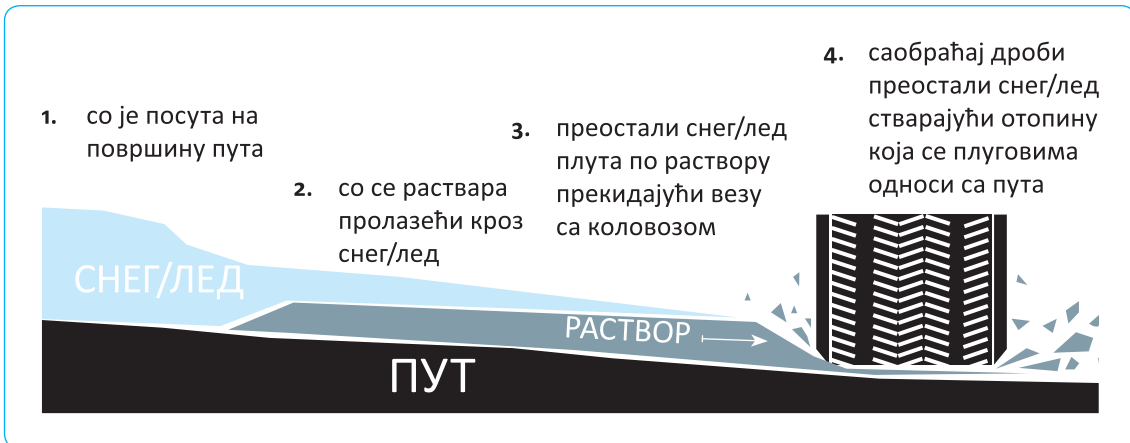 1. со је посута на
површину пута
2. со се раствара
пролазећи кроз
снег/лед
3. преостали снег/лед
плута по раствору
прекидајући везу
са коловозом
4. саобраћај дроби
преостали снег/лед
стварајући отопину
која се плуговима
односи са пута
СНЕГ/ЛЕД
РАСТВОР
ПУТ